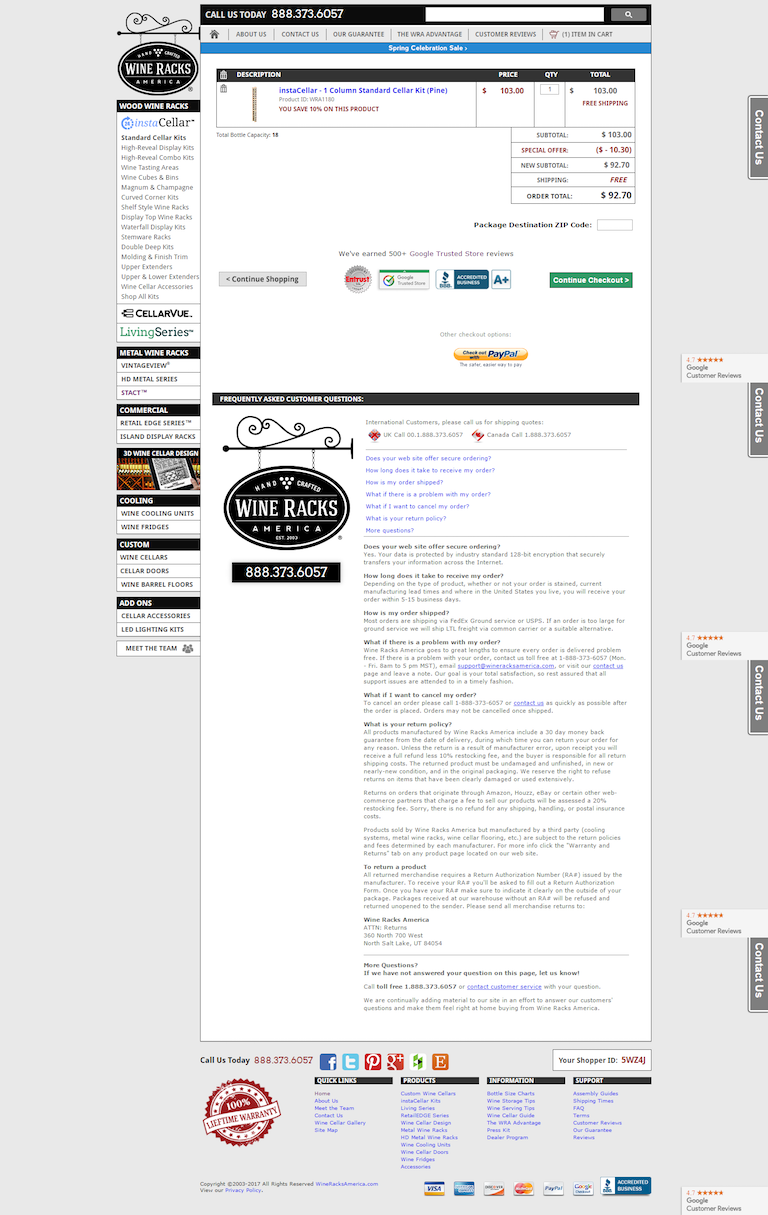 CALL US TODAY 888.373.6057
ABOUT US
CONTACT US
OUR GUARANTEE
THE WRA ADVANTAGE
CUSTOMER REVIEWS
(1) ITEM IN CART
Spring Celebration Sale ›
HAND CRAFTED
WINE RACKS
AMERICA
®
WOOD WINE RACKS
instaCellar™
Standard Cellar Kits
High-Reveal Display Kits
High-Reveal Combo Kits
Wine Tasting Areas
Wine Cubes & Bins
Magnum & Champagne
Curved Corner Kits
Shelf Style Wine Racks
Display Top Wine Racks
Waterfall Display Kits
Stemware Racks
Double Deep Kits
Molding & Finish Trim
Upper Extenders
Upper & Lower Extenders
Wine Cellar Accessories
Shop All Kits
CELLARVUE™
LivingSeries™
METAL WINE RACKS
VINTAGEVIEW®
HD METAL SERIES
STACT™
COMMERCIAL
RETAIL EDGE SERIES™
ISLAND DISPLAY RACKS
3D WINE CELLAR DESIGN
COOLING
WINE COOLING UNITS
WINE FRIDGES
CUSTOM
WINE CELLARS
CELLAR DOORS
WINE BARREL FLOORS
ADD ONS
CELLAR ACCESSORIES
LED LIGHTING KITS
MEET THE TEAM
DESCRIPTION PRICE QTY TOTAL
instaCellar - 1 Column Standard Cellar Kit (Pine) $ 103.00 1 $ 103.00
Product ID: WRA1180 FREE SHIPPING
YOU SAVE 10% ON THIS PRODUCT
Total Bottle Capacity: 18
SUBTOTAL: $ 103.00
SPECIAL OFFER: ($ - 10.30)
NEW SUBTOTAL: $ 92.70
SHIPPING: FREE
ORDER TOTAL: $ 92.70
Package Destination ZIP Code:
We've earned 500+ Google Trusted Store reviews
< Continue Shopping
Entrust
Google
Trusted Store
BBB.
ACCREDITED
BUSINESS
A+
Continue Checkout >
Other checkout options:
Check out with PayPal
The safer, easier way to pay
FREQUENTLY ASKED CUSTOMER QUESTIONS:
HAND CRAFTED
WINE RACKS
AMERICA
EST. 2003
®
888.373.6057
International Customers, please call us for shipping quotes:
UK Call 00.1.888.373.6057 Canada Call 1.888.373.6057
Does your web site offer secure ordering?
How long does it take to receive my order?
How is my order shipped?
What if there is a problem with my order?
What if I want to cancel my order?
What is your return policy?
More questions?
Does your web site offer secure ordering?
Yes. Your data is protected by industry standard 128-bit encryption that securely
transfers your information across the Internet.
How long does it take to receive my order?
Depending on the type of product, whether or not your order is stained, current
manufacturing lead times and where in the United States you live, you will receive your
order within 5-15 business days.
How is my order shipped?
Most orders are shipping via FedEx Ground service or USPS. If an order is too large for
ground service we will ship LTL freight via common carrier or a suitable alternative.
What if there is a problem with my order?
Wine Racks America goes to great lengths to ensure every order is delivered problem
free. If there is a problem with your order, contact us toll free at 1-888-373-6057 (Mon.
- Fri. 8am to 5 pm MST), email support@wineracksamerica.com, or visit our contact us
page and leave a note. Our goal is your total satisfaction, so rest assured that all
support issues are attended to in a timely fashion.
What if I want to cancel my order?
To cancel an order please call 1-888-373-6057 or contact us as quickly as possible after
the order is placed. Orders may not be cancelled once shipped.
What is your return policy?
All products manufactured by Wine Racks America include a 30 day money back
guarantee from the date of delivery, during which time you can return your order for
any reason. Unless the return is a result of manufacturer error, upon receipt you will
receive a full refund less 10% restocking fee, and the buyer is responsible for all return
shipping costs. The returned product must be undamaged and unfinished, in new or
nearly-new condition, and in the original packaging. We reserve the right to refuse
returns on items that have been clearly damaged or used extensively.
Returns on orders that originate through Amazon, Houzz, eBay or certain other web-
commerce partners that charge a fee to sell our products will be assessed a 20%
restocking fee. Sorry, there is no refund for any shipping, handling, or postal insurance
costs.
Products sold by Wine Racks America but manufactured by a third party (cooling
systems, metal wine racks, wine cellar flooring, etc.) are subject to the return policies
and fees determined by each manufacturer. For more info click the "Warranty and
Returns" tab on any product page located on our web site.
To return a product
All returned merchandise requires a Return Authorization Number (RA#) issued by the
manufacturer. To receive your RA# you'll be asked to fill out a Return Authorization
Form. Once you have your RA# make sure to indicate it clearly on the outside of your
package. Packages received at our warehouse without an RA# will be refused and
returned unopened to the sender. Please send all merchandise returns to:
Wine Racks America
ATTN: Returns
360 North 700 West
North Salt Lake, UT 84054
More Questions?
If we have not answered your question on this page, let us know!
Call toll free 1.888.373.6057 or contact customer service with your question.
We are continually adding material to our site in an effort to answer our customers'
questions and make them feel right at home buying from Wine Racks America.
Call Us Today 888.373.6057
Your Shopper ID: 5WZ4J
100%
LIFETIME WARRANTY
QUICK LINKS
Home
About Us
Meet the Team
Contact Us
Wine Cellar Gallery
Site Map
PRODUCTS
Custom Wine Cellars
instaCellar Kits
Living Series
RetailEDGE Series
Wine Cellar Design
Metal Wine Racks
HD Metal Wine Racks
Wine Cooling Units
Wine Cellar Doors
Wine Fridges
Accessories
INFORMATION
Bottle Size Charts
Wine Storage Tips
Wine Serving Tips
Wine Cellar Guide
The WRA Advantage
Press Kit
Dealer Program
SUPPORT
Assembly Guides
Shipping Times
FAQ
Terms
Customer Reviews
Our Guarantee
Reviews
Copyright ©2003-2017 All Rights Reserved WineRacksAmerica.com
View our Privacy Policy.
VISA
DISCOVER
MasterCard
PayPal
Google
Checkout
BBB.
ACCREDITED
BUSINESS
Contact Us
4.7
Google
Customer Reviews
Contact Us
4.7
Google
Customer Reviews
Contact Us
4.7
Google
Customer Reviews
Contact Us
4.7
Google
Customer Reviews